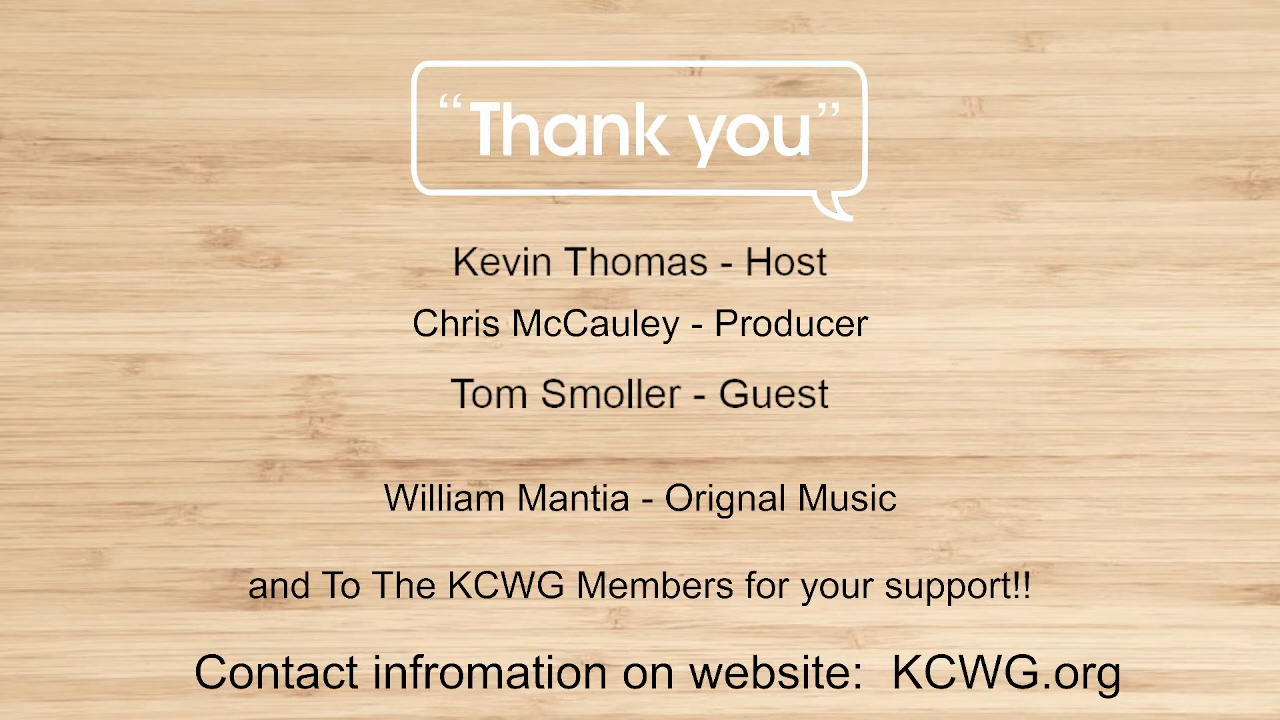 “Thank you”
Kevin Thomas - Host
Chris McCauley - Producer
Tom Smoller - Guest
William Mantia - Orignal Music
and To The KCWG Members for your support!!
Contact infromation on website: KCWG.org